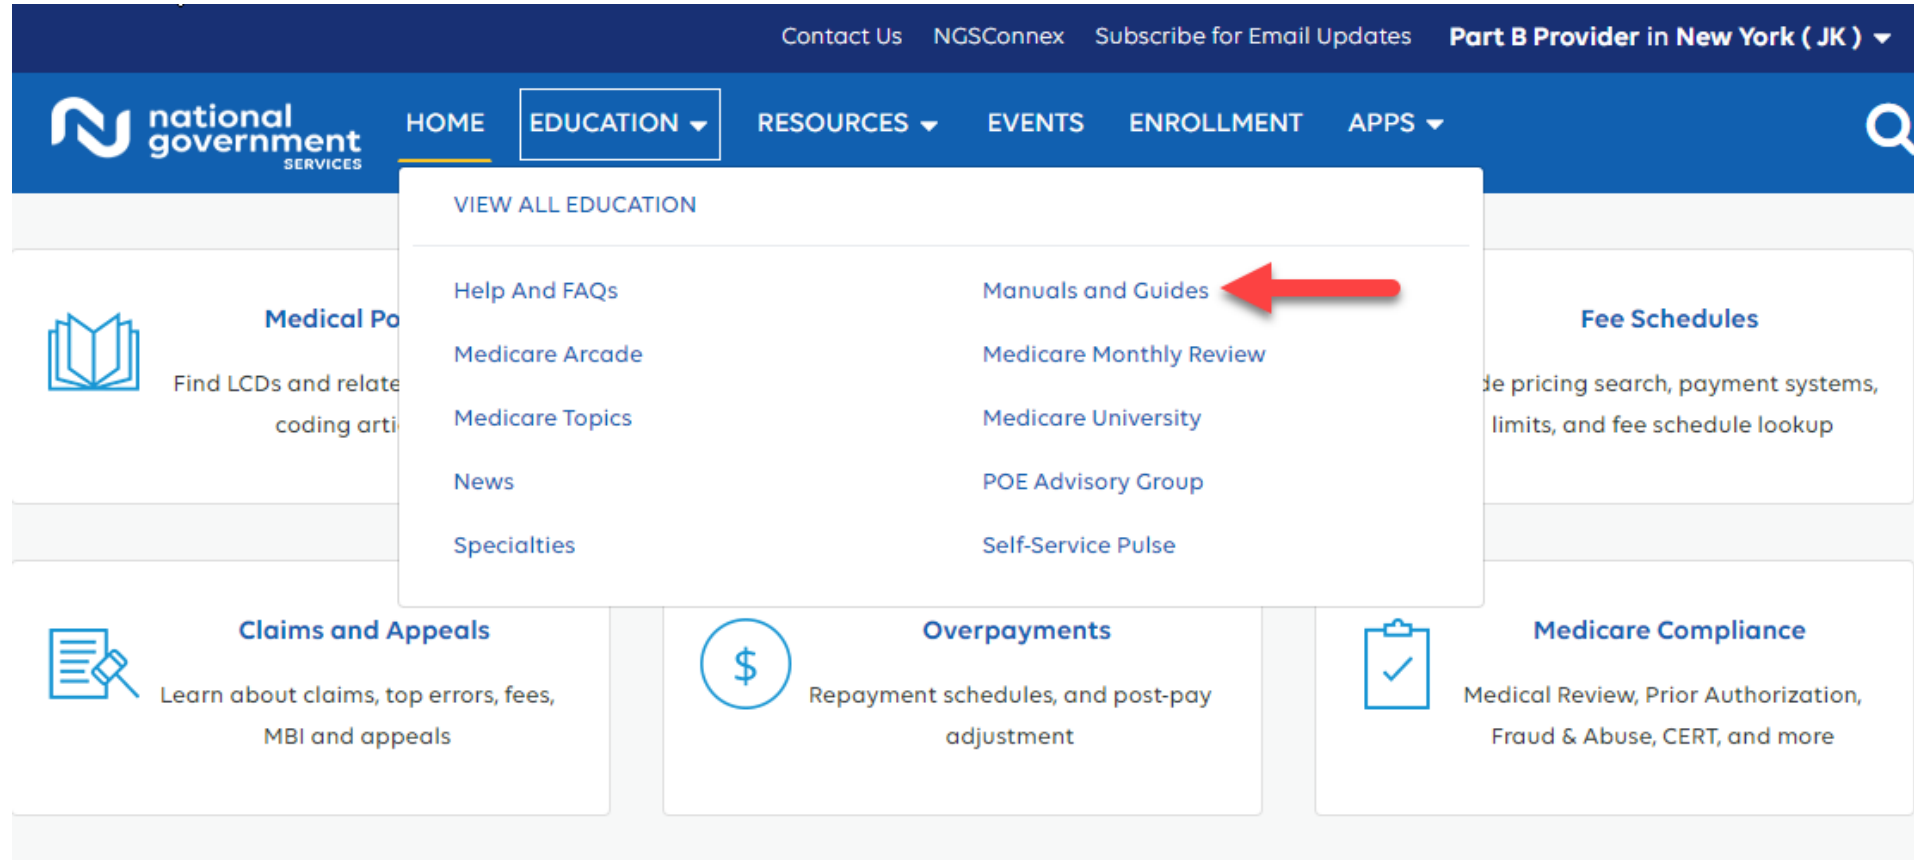 Contact Us NGSConnex Subscribe for Email Updates Part B Provider in New York ( JK )
national
government
SERVICES
HOME EDUCATION RESOURCES EVENTS ENROLLMENT APPS
VIEW ALL EDUCATION
Help And FAQs Manuals and Guides
Medicare Arcade Medicare Monthly Review
Medicare Topics Medicare University
News POE Advisory Group
Specialties Self-Service Pulse
Medical Po
Find LCDs and relate
coding arti
Fee Schedules
de pricing search, payment systems,
limits, and fee schedule lookup
Claims and Appeals
Learn about claims, top errors, fees,
MBI and appeals
$
Overpayments
Repayment schedules, and post-pay
adjustment
Medicare Compliance
Medical Review, Prior Authorization,
Fraud & Abuse, CERT, and more